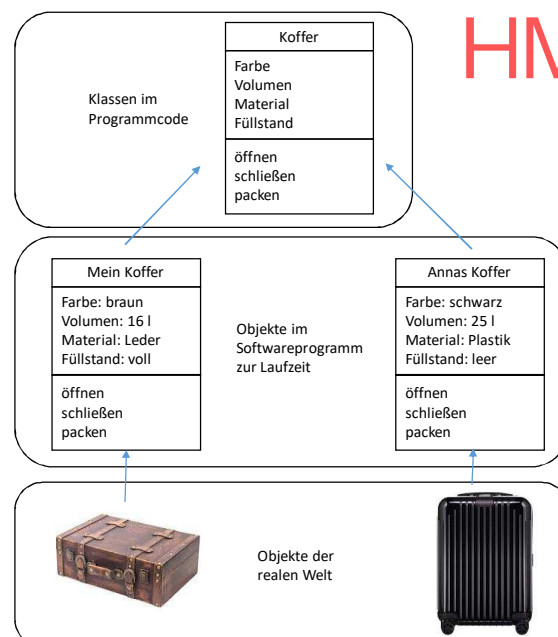 HM
Koffer
Farbe
Volumen
Material
Füllstand
öffnen
schließen
packen
Klassen im
Programmcode
Mein Koffer
Farbe: braun
Volumen: 16 l
Material: Leder
Füllstand: voll
öffnen
schließen
packen
Objekte im
Softwareprogramm
zur Laufzeit
Annas Koffer
Farbe: schwarz
Volumen: 25 l
Material: Plastik
Füllstand: leer
öffnen
schließen
packen
Objekte der
realen Welt